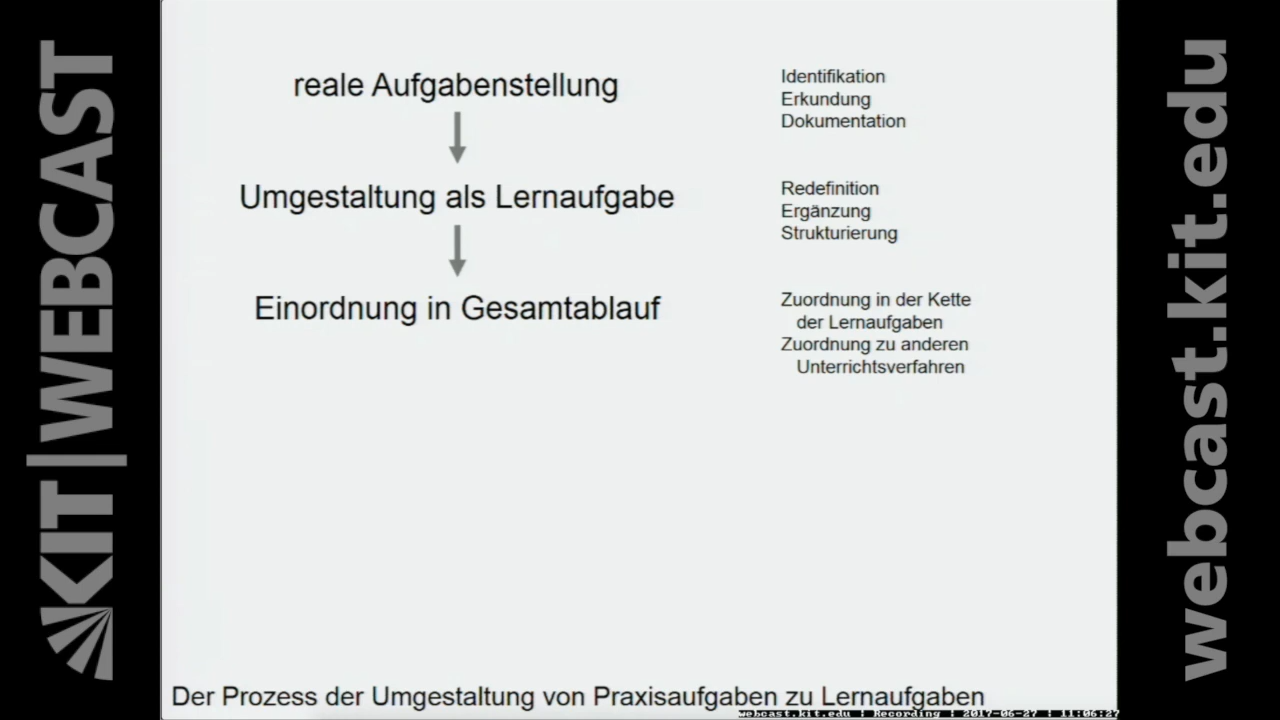 KIT|WEBCAST
reale Aufgabenstellung
Identifikation
Erkundung
Dokumentation
Umgestaltung als Lernaufgabe
Redefinition
Ergänzung
Strukturierung
Einordnung in Gesamtablauf
Zuordnung in der Kette
der Lernaufgaben
Zuordnung zu anderen
Unterrichtsverfahren
Der Prozess der Umgestaltung von Praxisaufgaben zu Lernaufgaben
webcast.kit.edu | Recording | 2017-06-27 | 11:06:27
webcast.kit.edu